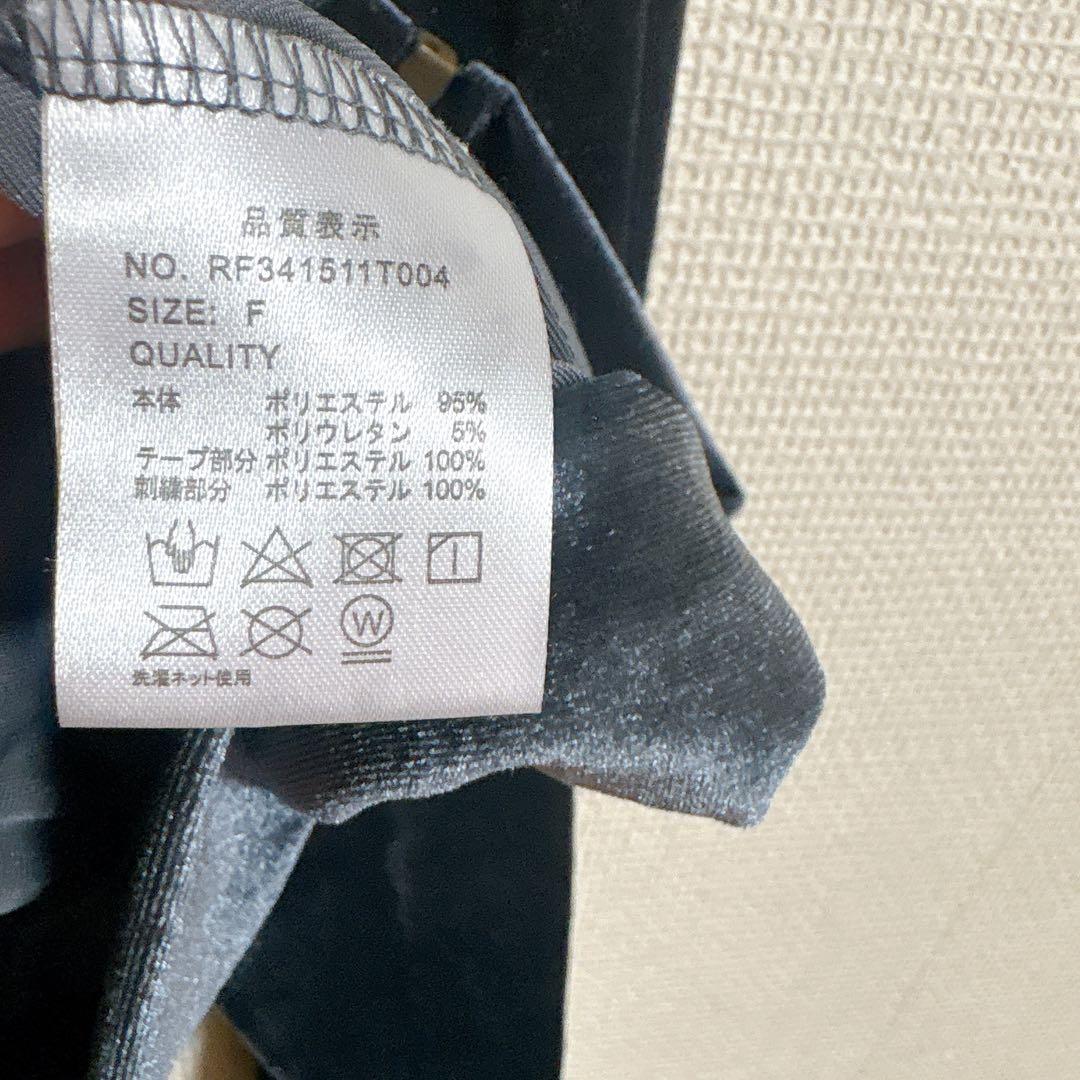 品質表示
NO. RF341511T004
SIZE: F
QUALITY
本体 ポリエステル 95%
ポリウレタン 5%
テープ部分 ポリエステル 100%
刺繍部分 ポリエステル 100%
W
洗濯ネット使用